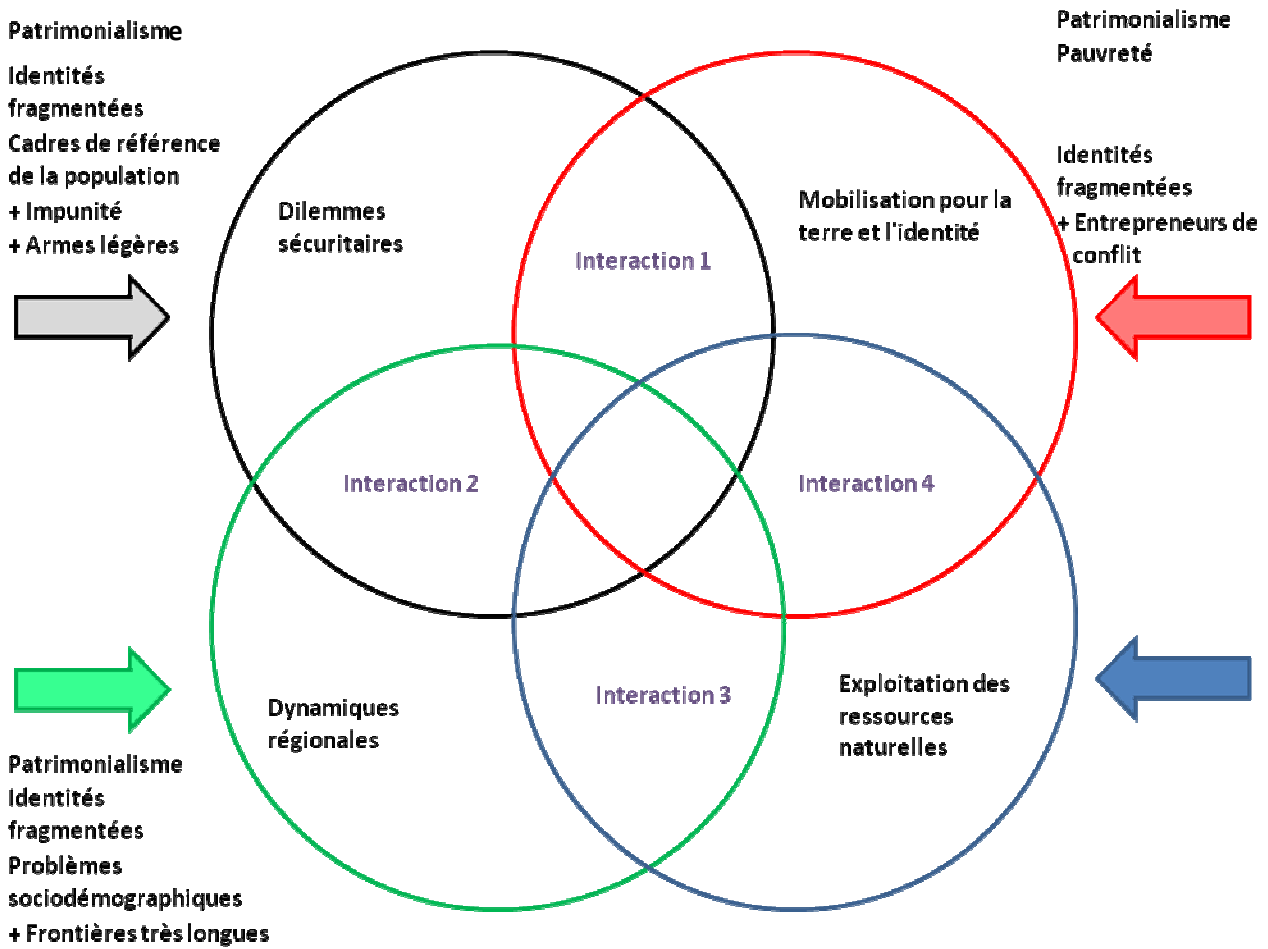 Patrimonialisme
Identités
fragmentées
Cadres de référence
de la population
+ Impunité
+ Armes légères
Patrimonialisme
Pauvreté
Identités
fragmentées
+ Entrepreneurs de
conflit
Dilemmes
sécuritaires
Mobilisation pour la
terre et l'identité
Interaction 1
Interaction 2
Interaction 4
Interaction 3
Dynamiques
régionales
Exploitation des
ressources
naturelles
Patrimonialisme
Identités
fragmentées
Problèmes
sociodémographiques
+ Frontières très longues